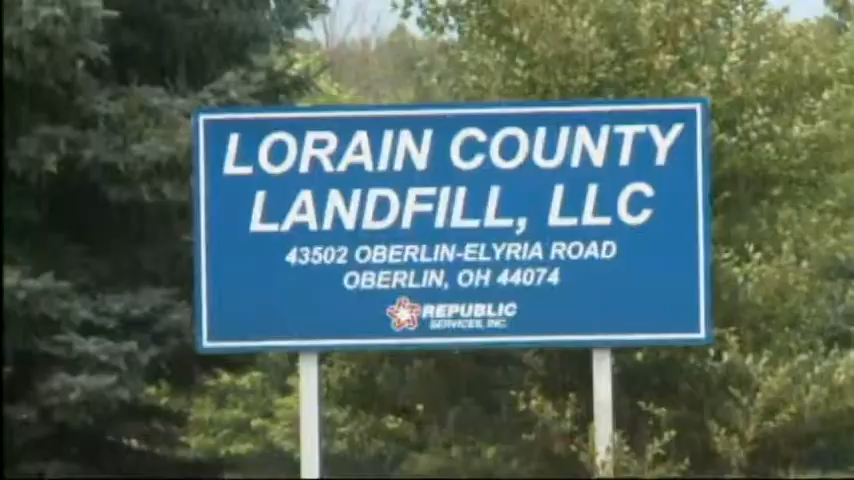 LORAIN COUNTY
LANDFILL, LLC
43502 OBERLIN-ELYRIA ROAD
OBERLIN, OH 44074
REPUBLIC
SERVICES, INC.